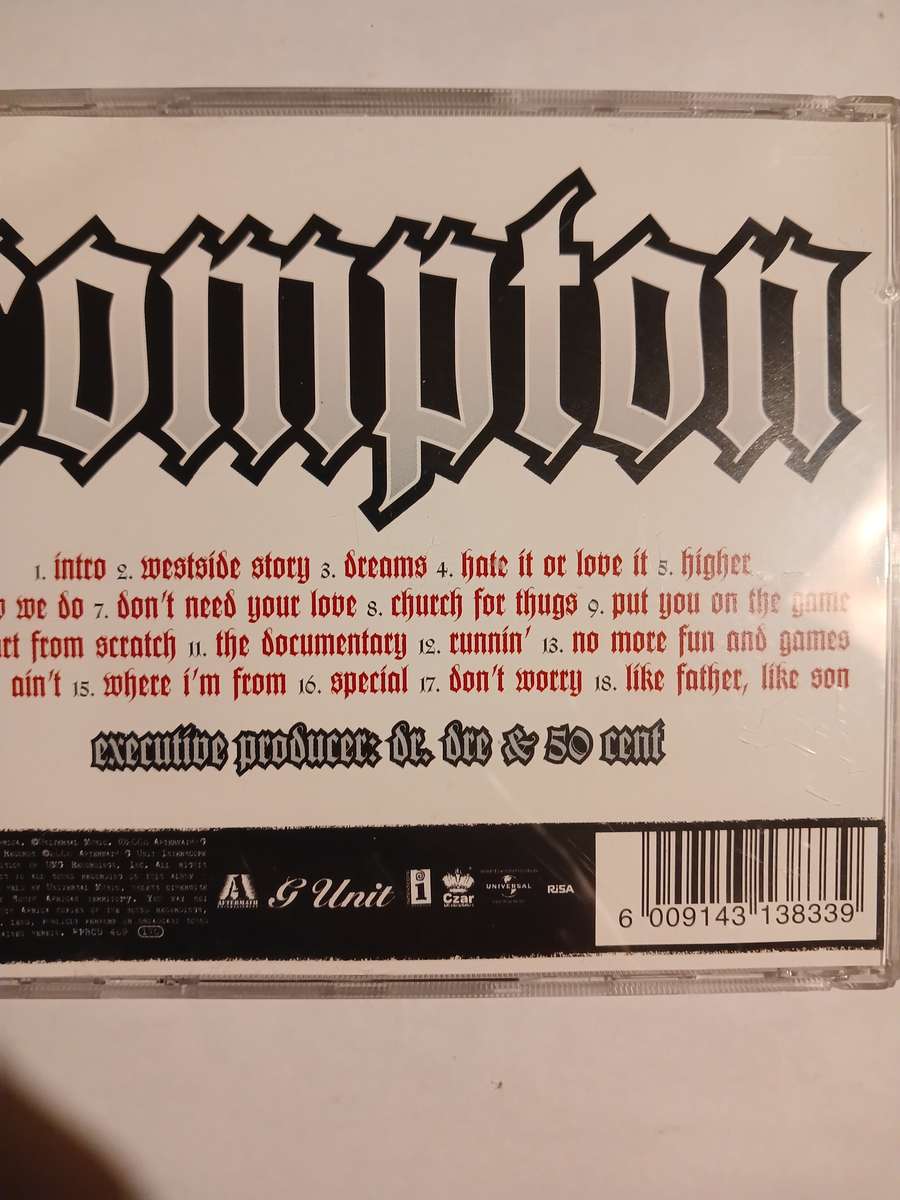 compton
1. intro 2. westside story 3. dreams 4. hate it or love it 5. higher
we do 7. don't need your love 8. church for thugs 9. put you on the game
from scratch 11. the documentary 12. runnin' 13. no more fun and games
ain't 15. where i'm from 16. special 17. don't worry 18. like father, like son
executive producer: dr. dre & 50 cent
AFTERMATH
G Unit
i
Czar
UNIVERSAL
RiSA
6 009143 138339